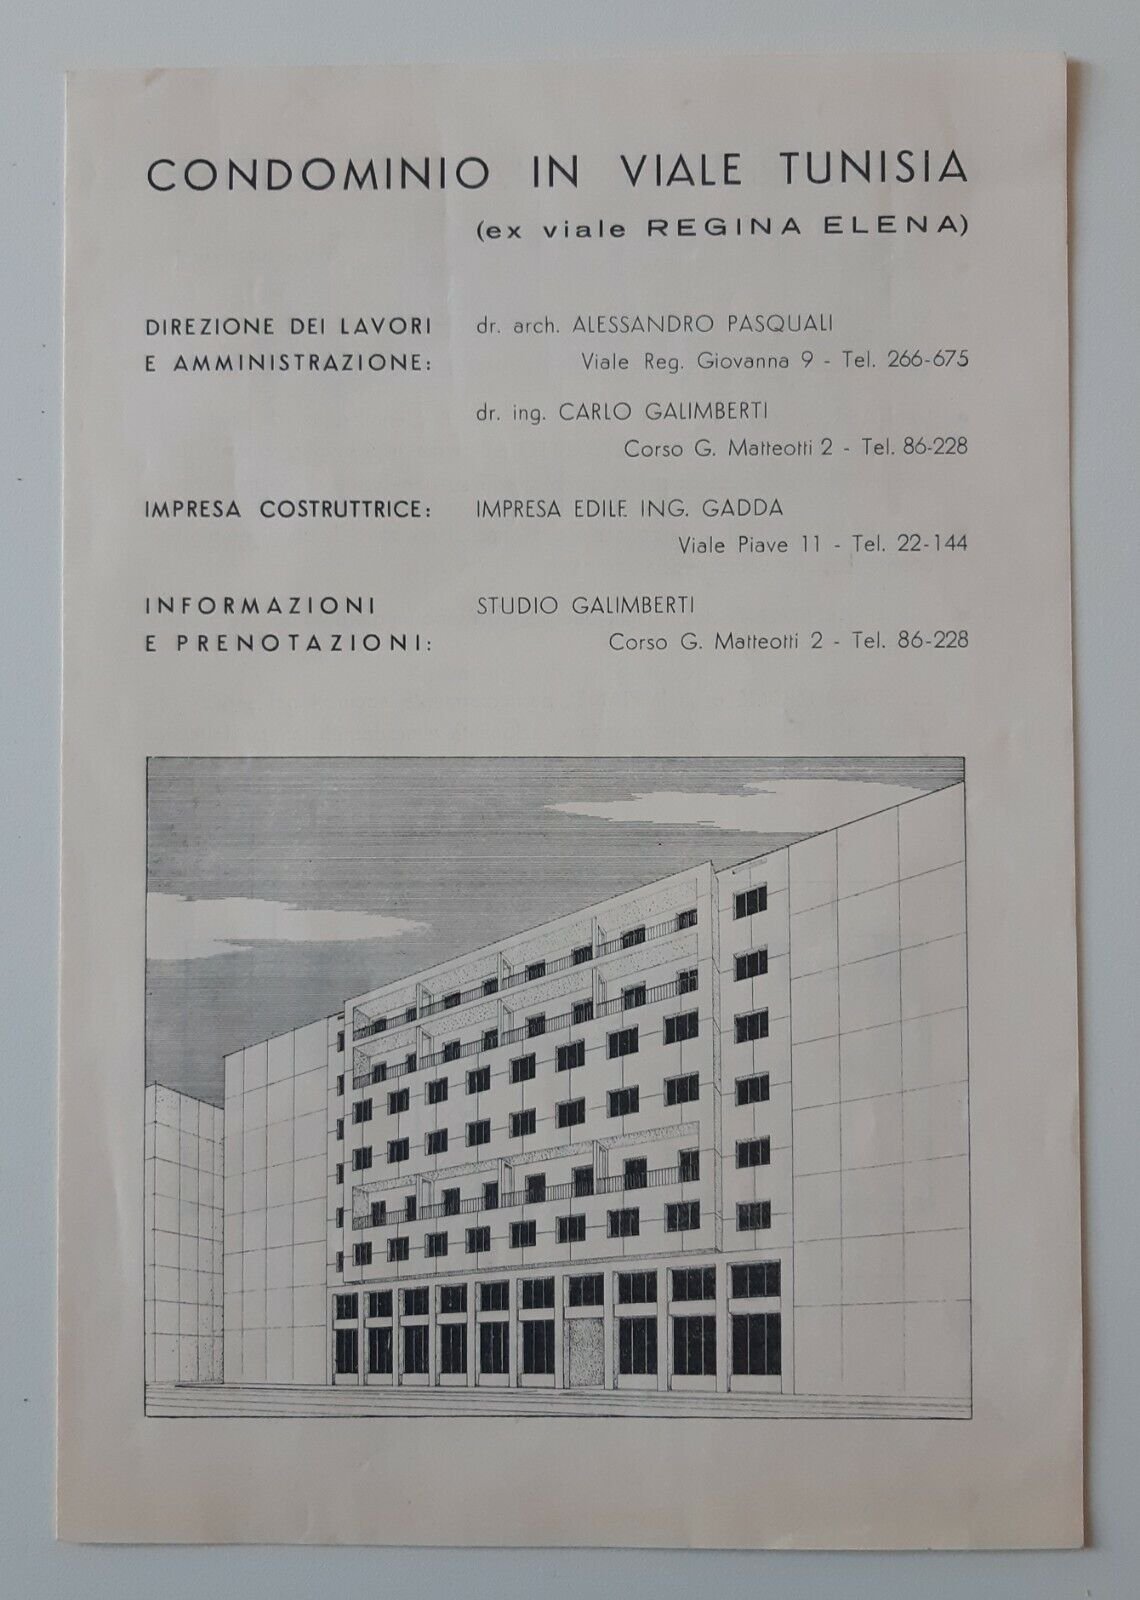 CONDOMINIO IN VIALE TUNISIA
(ex viale REGINA ELENA)
DIREZIONE DEI LAVORI
E AMMINISTRAZIONE:
dr. arch. ALESSANDRO PASQUALI
Viale Reg. Giovanna 9 - Tel. 266-675
dr. ing. CARLO GALIMBERTI
Corso G. Matteotti 2 - Tel. 86-228
IMPRESA COSTRUTTRICE:
IMPRESA EDILE ING. GADDA
Viale Piave 11 - Tel. 22-144
INFORMAZIONI
E PRENOTAZIONI:
STUDIO GALIMBERTI
Corso G. Matteotti 2 - Tel. 86-228